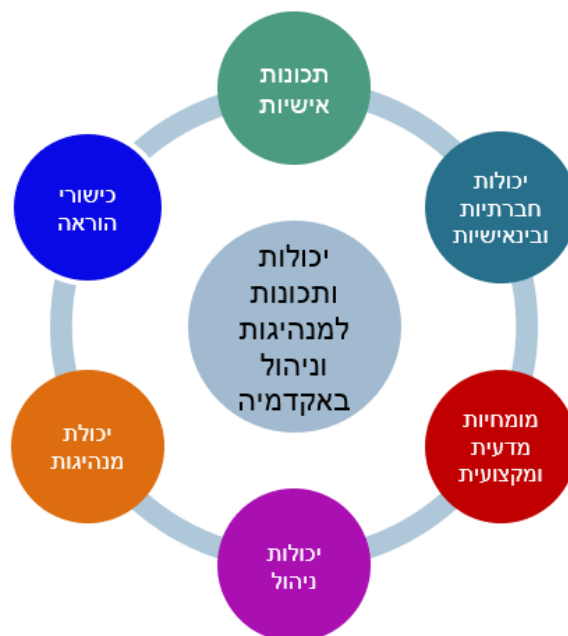 תכונות
אישיות
יכולות
חברתיות
ובינאישיות
מומחיות
מדעית
ומקצועית
יכולות
ניהול
יכולת
מנהיגות
כישורי
הוראה
יכולות
ותכונות
למנהיגות
וניהול
באקדמיה